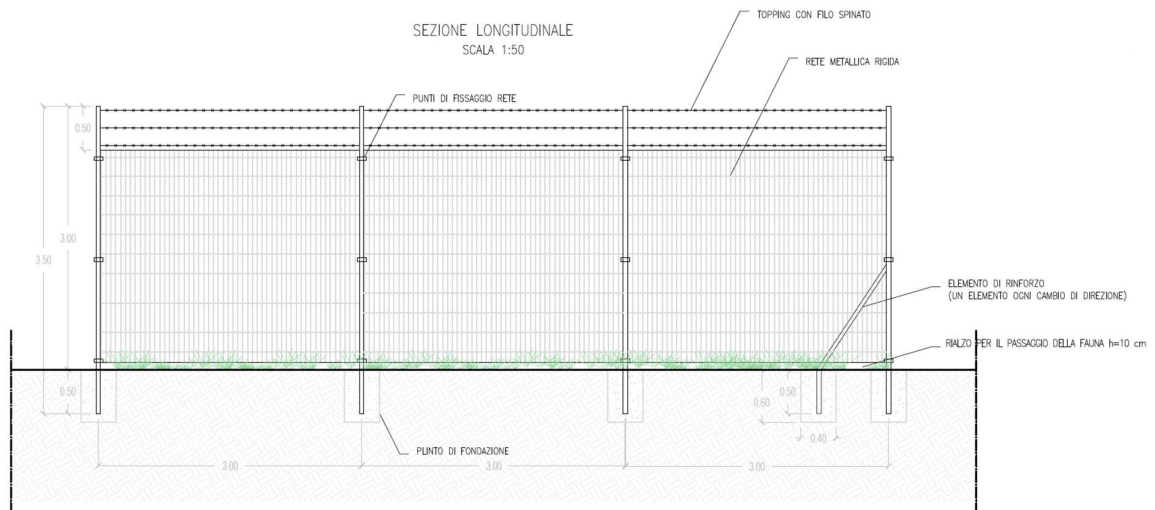 SEZIONE LONGITUDINALE
SCALA 1:50
TOPPING CON FILO SPINATO
RETE METALLICA RIGIDA
PUNTI DI FISSAGGIO RETE
0.50
3.00
3.50
ELEMENTO DI RINFORZO
(UN ELEMENTO OGNI CAMBIO DI DIREZIONE)
RIALZO PER IL PASSAGGIO DELLA FAUNA h=10 cm
0.50
0.50
0.60
0.40
PLINTO DI FONDAZIONE
3.00
3.00
3.00